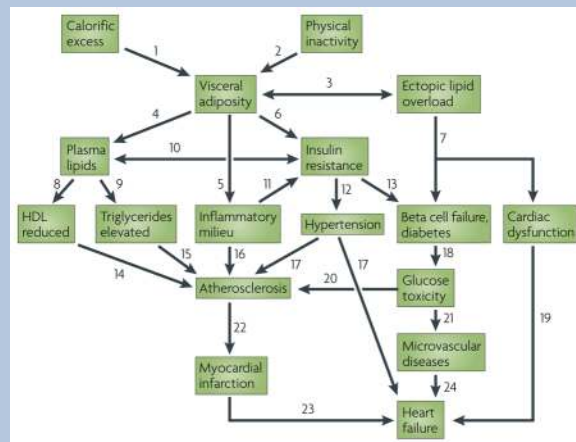 Calorific
excess
Physical
inactivity
1
2
Visceral
adiposity
3
Ectopic lipid
overload
4
6
7
Plasma
lipids
10
Insulin
resistance
8
9
5
11
12
13
HDL
reduced
Triglycerides
elevated
Inflammatory
milieu
Hypertension
Beta cell failure,
diabetes
Cardiac
dysfunction
14
15
16
17
17
18
Atherosclerosis
20
Glucose
toxicity
19
22
21
Microvascular
diseases
Myocardial
infarction
24
23
Heart
failure